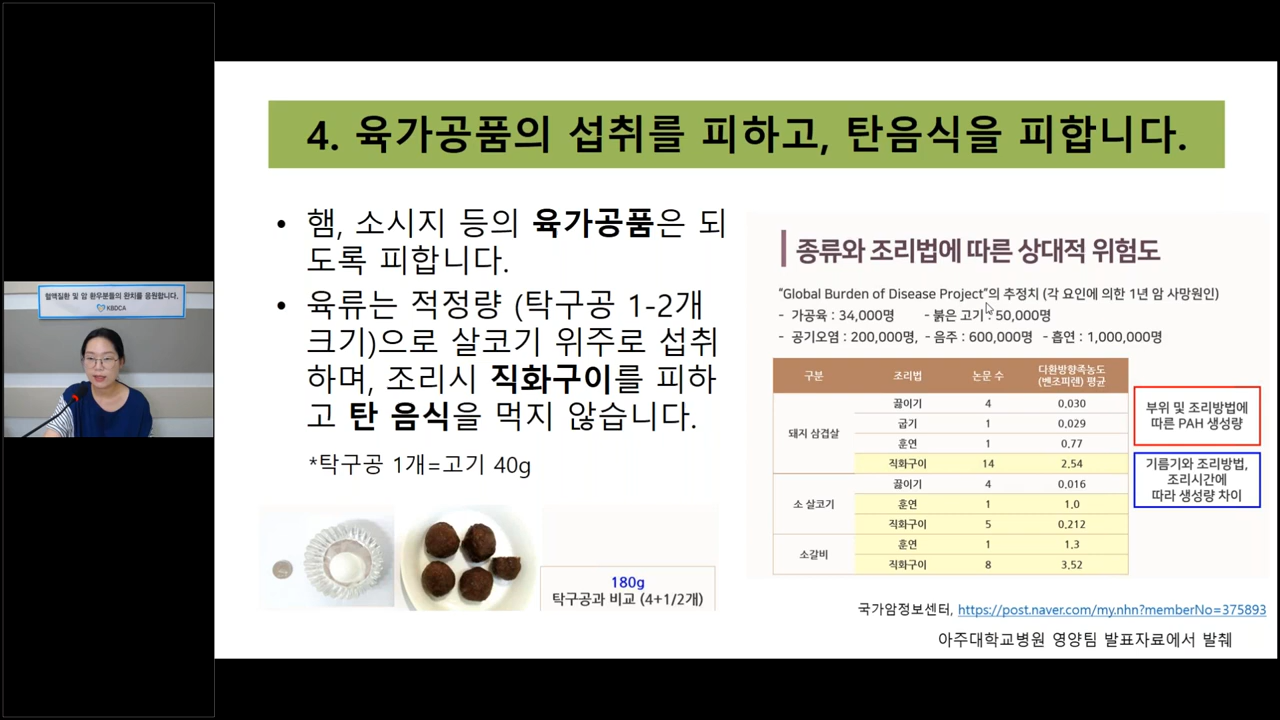 혈액질환 및 암 환우분들의 완치를 응원합니다.
KBDCA
4. 육가공품의 섭취를 피하고, 탄음식을 피합니다.
• 햄, 소시지 등의 육가공품은 되
도록 피합니다.
• 육류는 적정량 (탁구공 1-2개
크기)으로 살코기 위주로 섭취
하며, 조리시 직화구이를 피하
고 탄 음식을 먹지 않습니다.
*탁구공 1개=고기 40g
180g
탁구공과 비교 (4+1/2개)
종류와 조리법에 따른 상대적 위험도
“Global Burden of Disease Project”의 추정치 (각 요인에 의한 1년 암 사망원인)
- 가공육 : 34,000명 - 붉은 고기 : 50,000명
- 공기오염 : 200,000명, - 음주 : 600,000명 - 흡연 : 1,000,000명
구분 조리법 논문 수 다환방향족농도
(벤조피렌) 평균
돼지 삼겹살
끓이기 4 0.030
굽기 1 0.029
훈연 1 0.77
직화구이 14 2.54
소 살코기
끓이기 4 0.016
훈연 1 1.0
직화구이 5 0.212
소갈비
훈연 1 1.3
직화구이 8 3.52
부위 및 조리방법에
따른 PAH 생성량
기름기와 조리방법,
조리시간에
따라 생성량 차이
국가암정보센터, https://post.naver.com/my.nhn?memberNo=375893
아주대학교병원 영양팀 발표자료에서 발췌